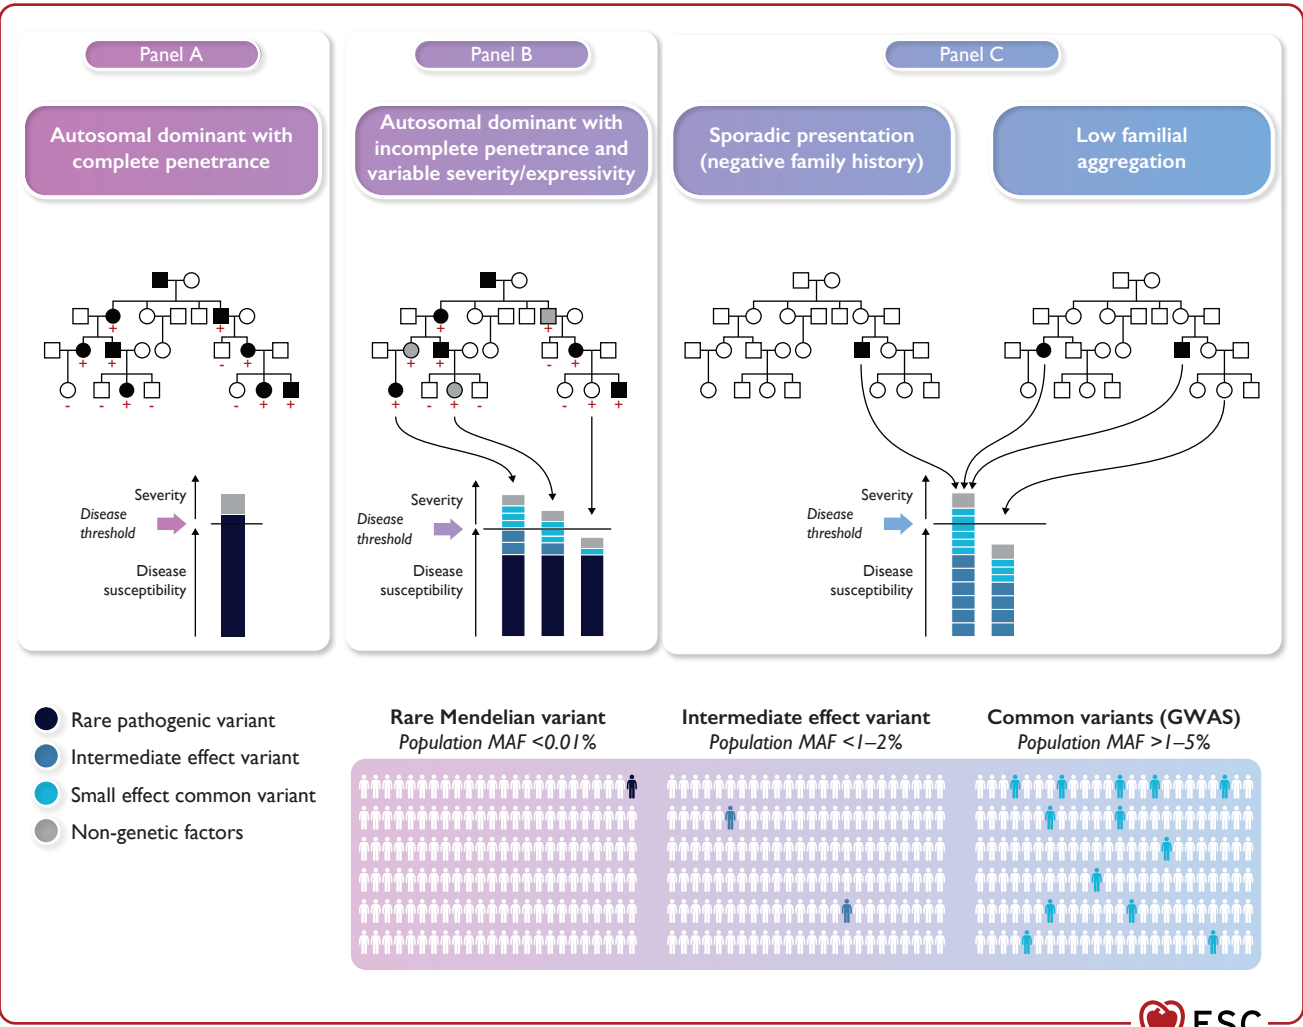 Panel A
Panel B
Panel C
Autosomal dominant with
complete penetrance
Autosomal dominant with
incomplete penetrance and
variable severity/expressivity
Sporadic presentation
(negative family history)
Low familial
aggregation
+ +
+ + - +
- - + - - + +
+ +
+ + - +
+ - + - - + +
Severity
Disease
threshold
Disease
susceptibility
Severity
Disease
threshold
Disease
susceptibility
Severity
Disease
threshold
Disease
susceptibility
Rare pathogenic variant
Intermediate effect variant
Small effect common variant
Non-genetic factors
Rare Mendelian variant
Population MAF <0.01%
Intermediate effect variant
Population MAF <1–2%
Common variants (GWAS)
Population MAF >1–5%
ESC